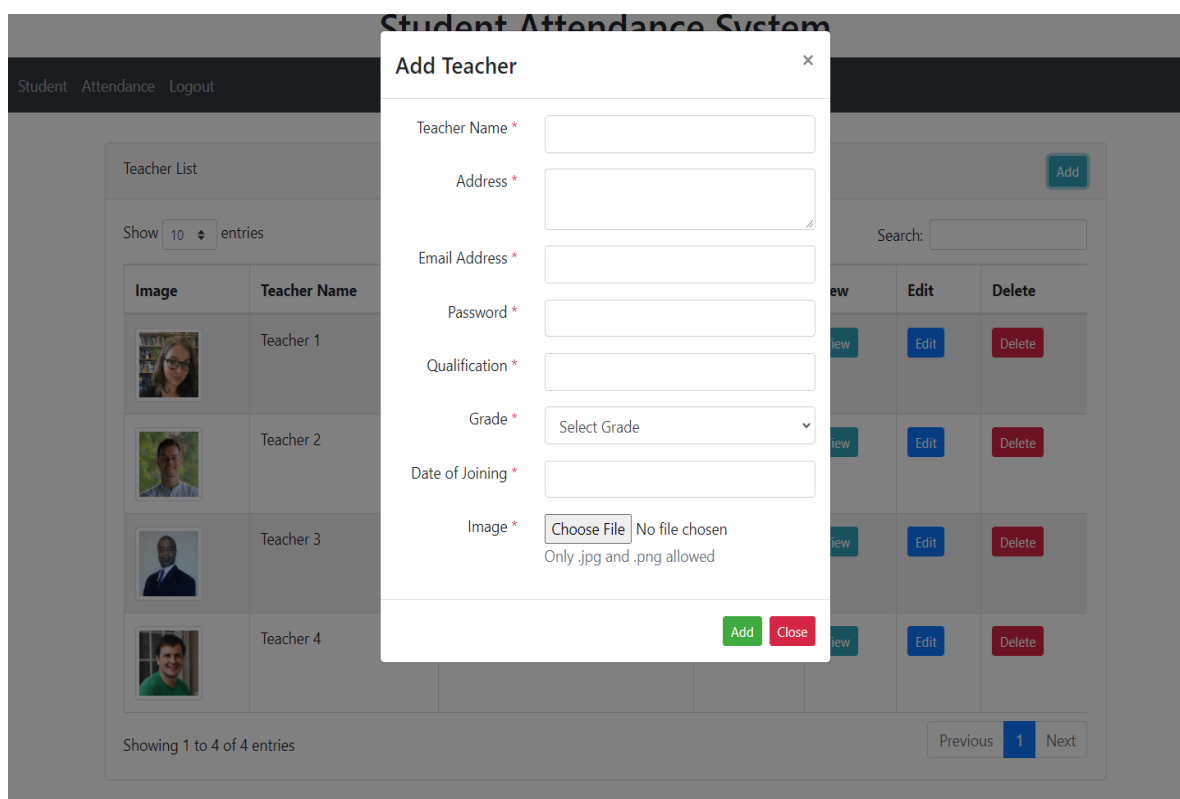 Student Attendance System
Student Attendance Logout
Add Teacher ×
Teacher Name *
Address *
Email Address *
Password *
Qualification *
Grade * Select Grade
Date of Joining *
Image * Choose File No file chosen
Only .jpg and .png allowed
Add Close
Teacher List Add
Show 10 entries Search:
Image Teacher Name ew Edit Delete
Teacher 1 iew Edit Delete
Teacher 2 iew Edit Delete
Teacher 3 iew Edit Delete
Teacher 4 iew Edit Delete
Showing 1 to 4 of 4 entries Previous 1 Next